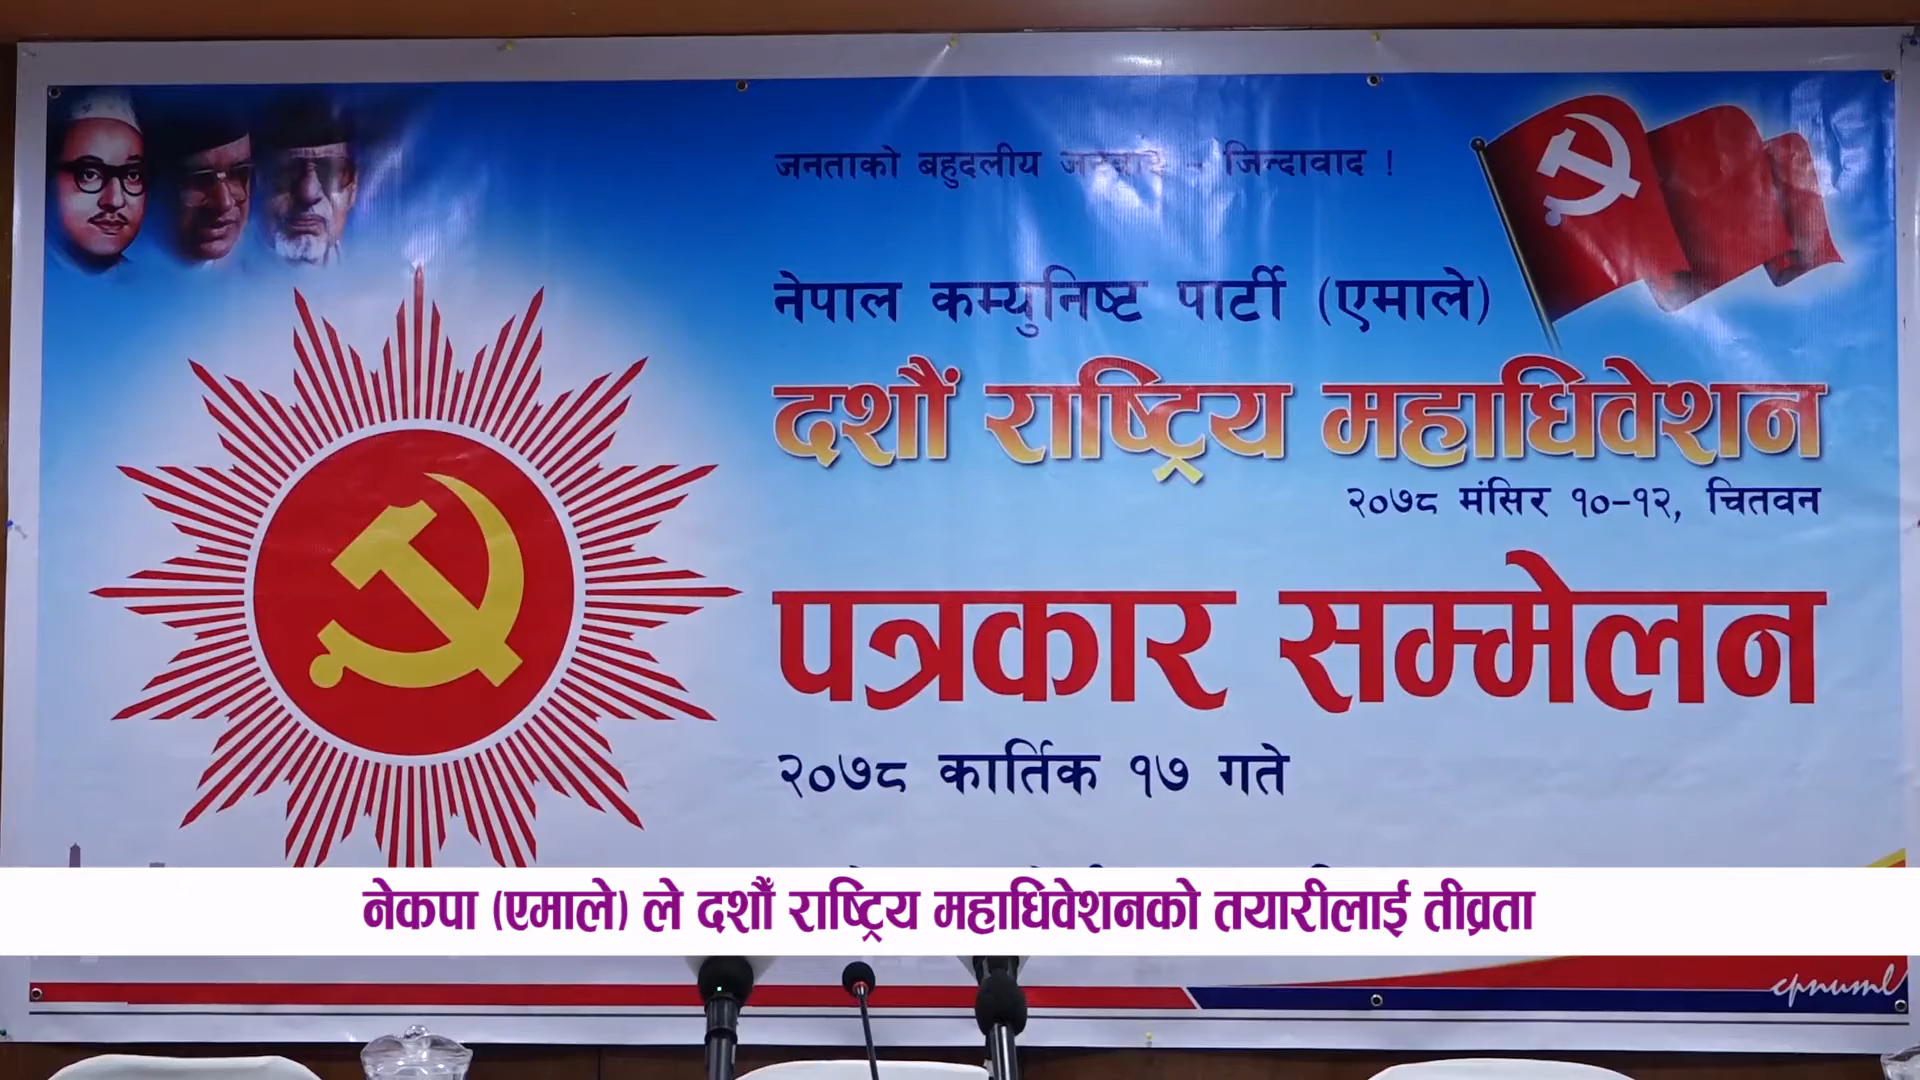 जनताको बहुदलीय जनवाद - जिन्दावाद !
नेपाल कम्युनिष्ट पार्टी (एमाले)
दशौं राष्ट्रिय महाधिवेशन
२०७८ मंसिर १०-१२, चितवन
पत्रकार सम्मेलन
२०७८ कार्तिक १७ गते
नेकपा (एमाले) ले दशौँ राष्ट्रिय महाधिवेशनको तयारीलाई तीव्रता
cpnuml